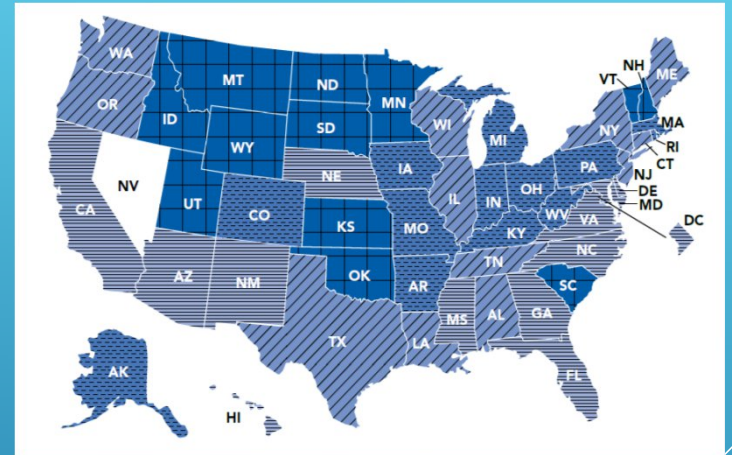 WA
MT
ND
MN
VT
NH
ME
OR
ID
SD
WI
MI
NY
MA
RI
CT
WY
NE
IA
PA
NJ
NV
UT
CO
IL
IN
OH
DE
MD
CA
KS
MO
WV
VA
DC
KY
NC
AZ
NM
OK
AR
TN
SC
MS
AL
GA
TX
LA
FL
AK
HI